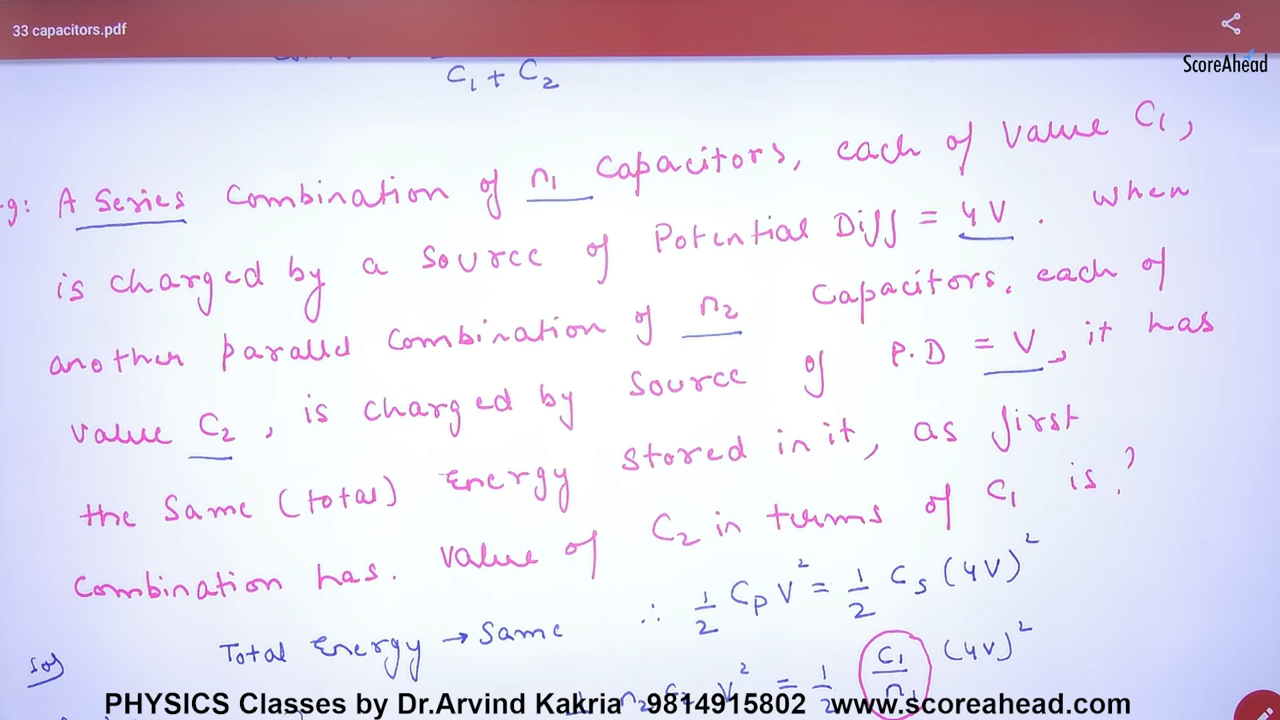 33 capacitors.pdf
ScoreAhead
C₁ + C₂
g: A Series Combination of n₁ Capacitors, each of value C₁,
is charged by a source of Potential Diff = 4V. When
another parallel Combination of n₂ Capacitors, each of
value C₂, is charged by source of P.D = V, it has
the same (total) Energy stored in it, as first
Combination has. Value of C₂ in terms of C₁ is?
Sol Total Energy → Same ∴ 1/2 Cp V² = 1/2 Cs (4V)²
n₂ V² = 1/2 C₁/n₁ (4V)²
PHYSICS Classes by Dr.Arvind Kakria 9814915802 www.scoreahead.com